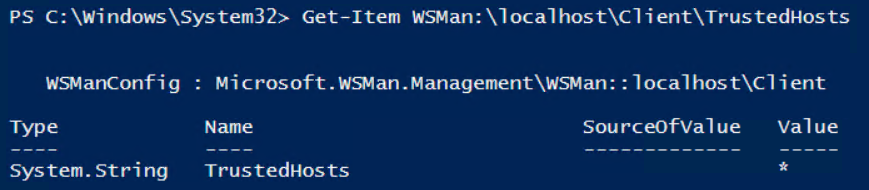 PS C:\Windows\System32> Get-Item WSMan:\localhost\Client\TrustedHosts
WSManConfig : Microsoft.WSMan.Management\WSMan::localhost\Client
Type Name SourceOfValue Value
---- ---- ------------- -----
System.String TrustedHosts *